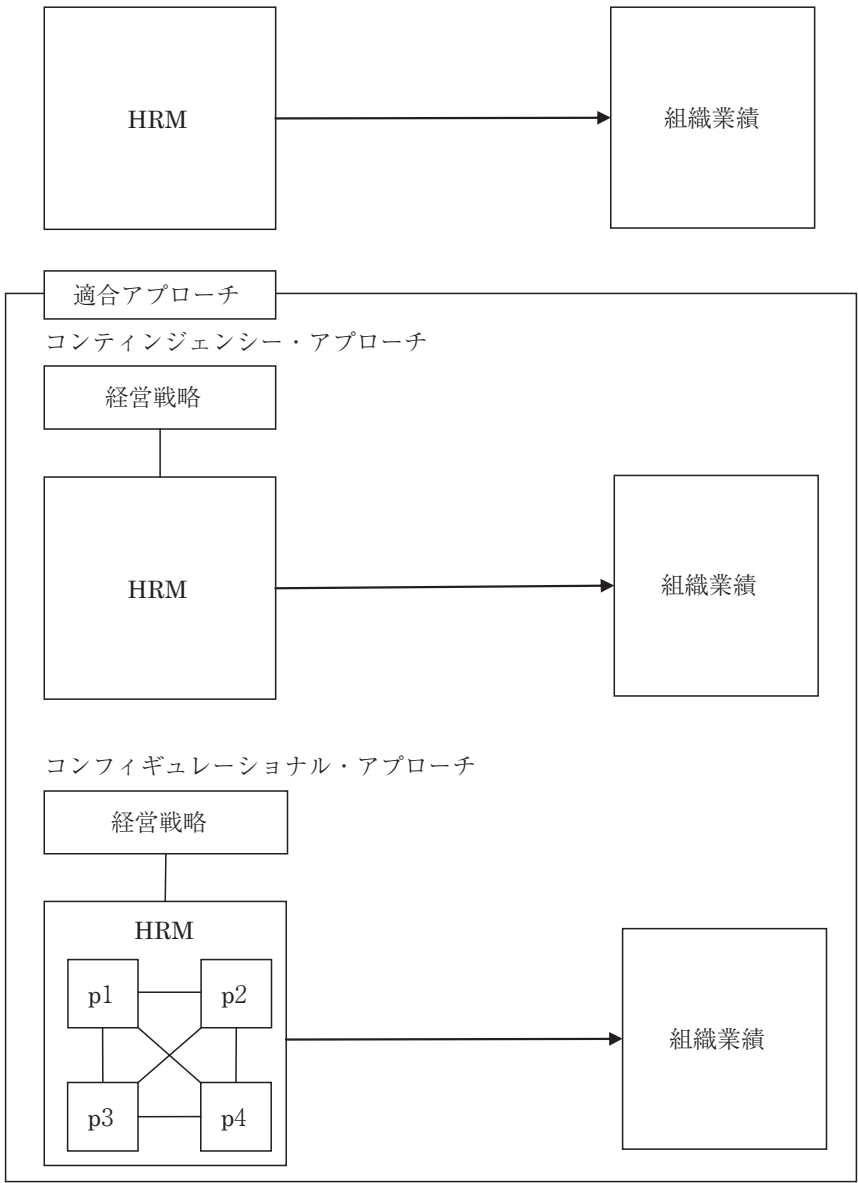 HRM
組織業績
適合アプローチ
コンティンジェンシー・アプローチ
経営戦略
HRM
組織業績
コンフィギュレーショナル・アプローチ
経営戦略
HRM
p1
p2
p3
p4
組織業績